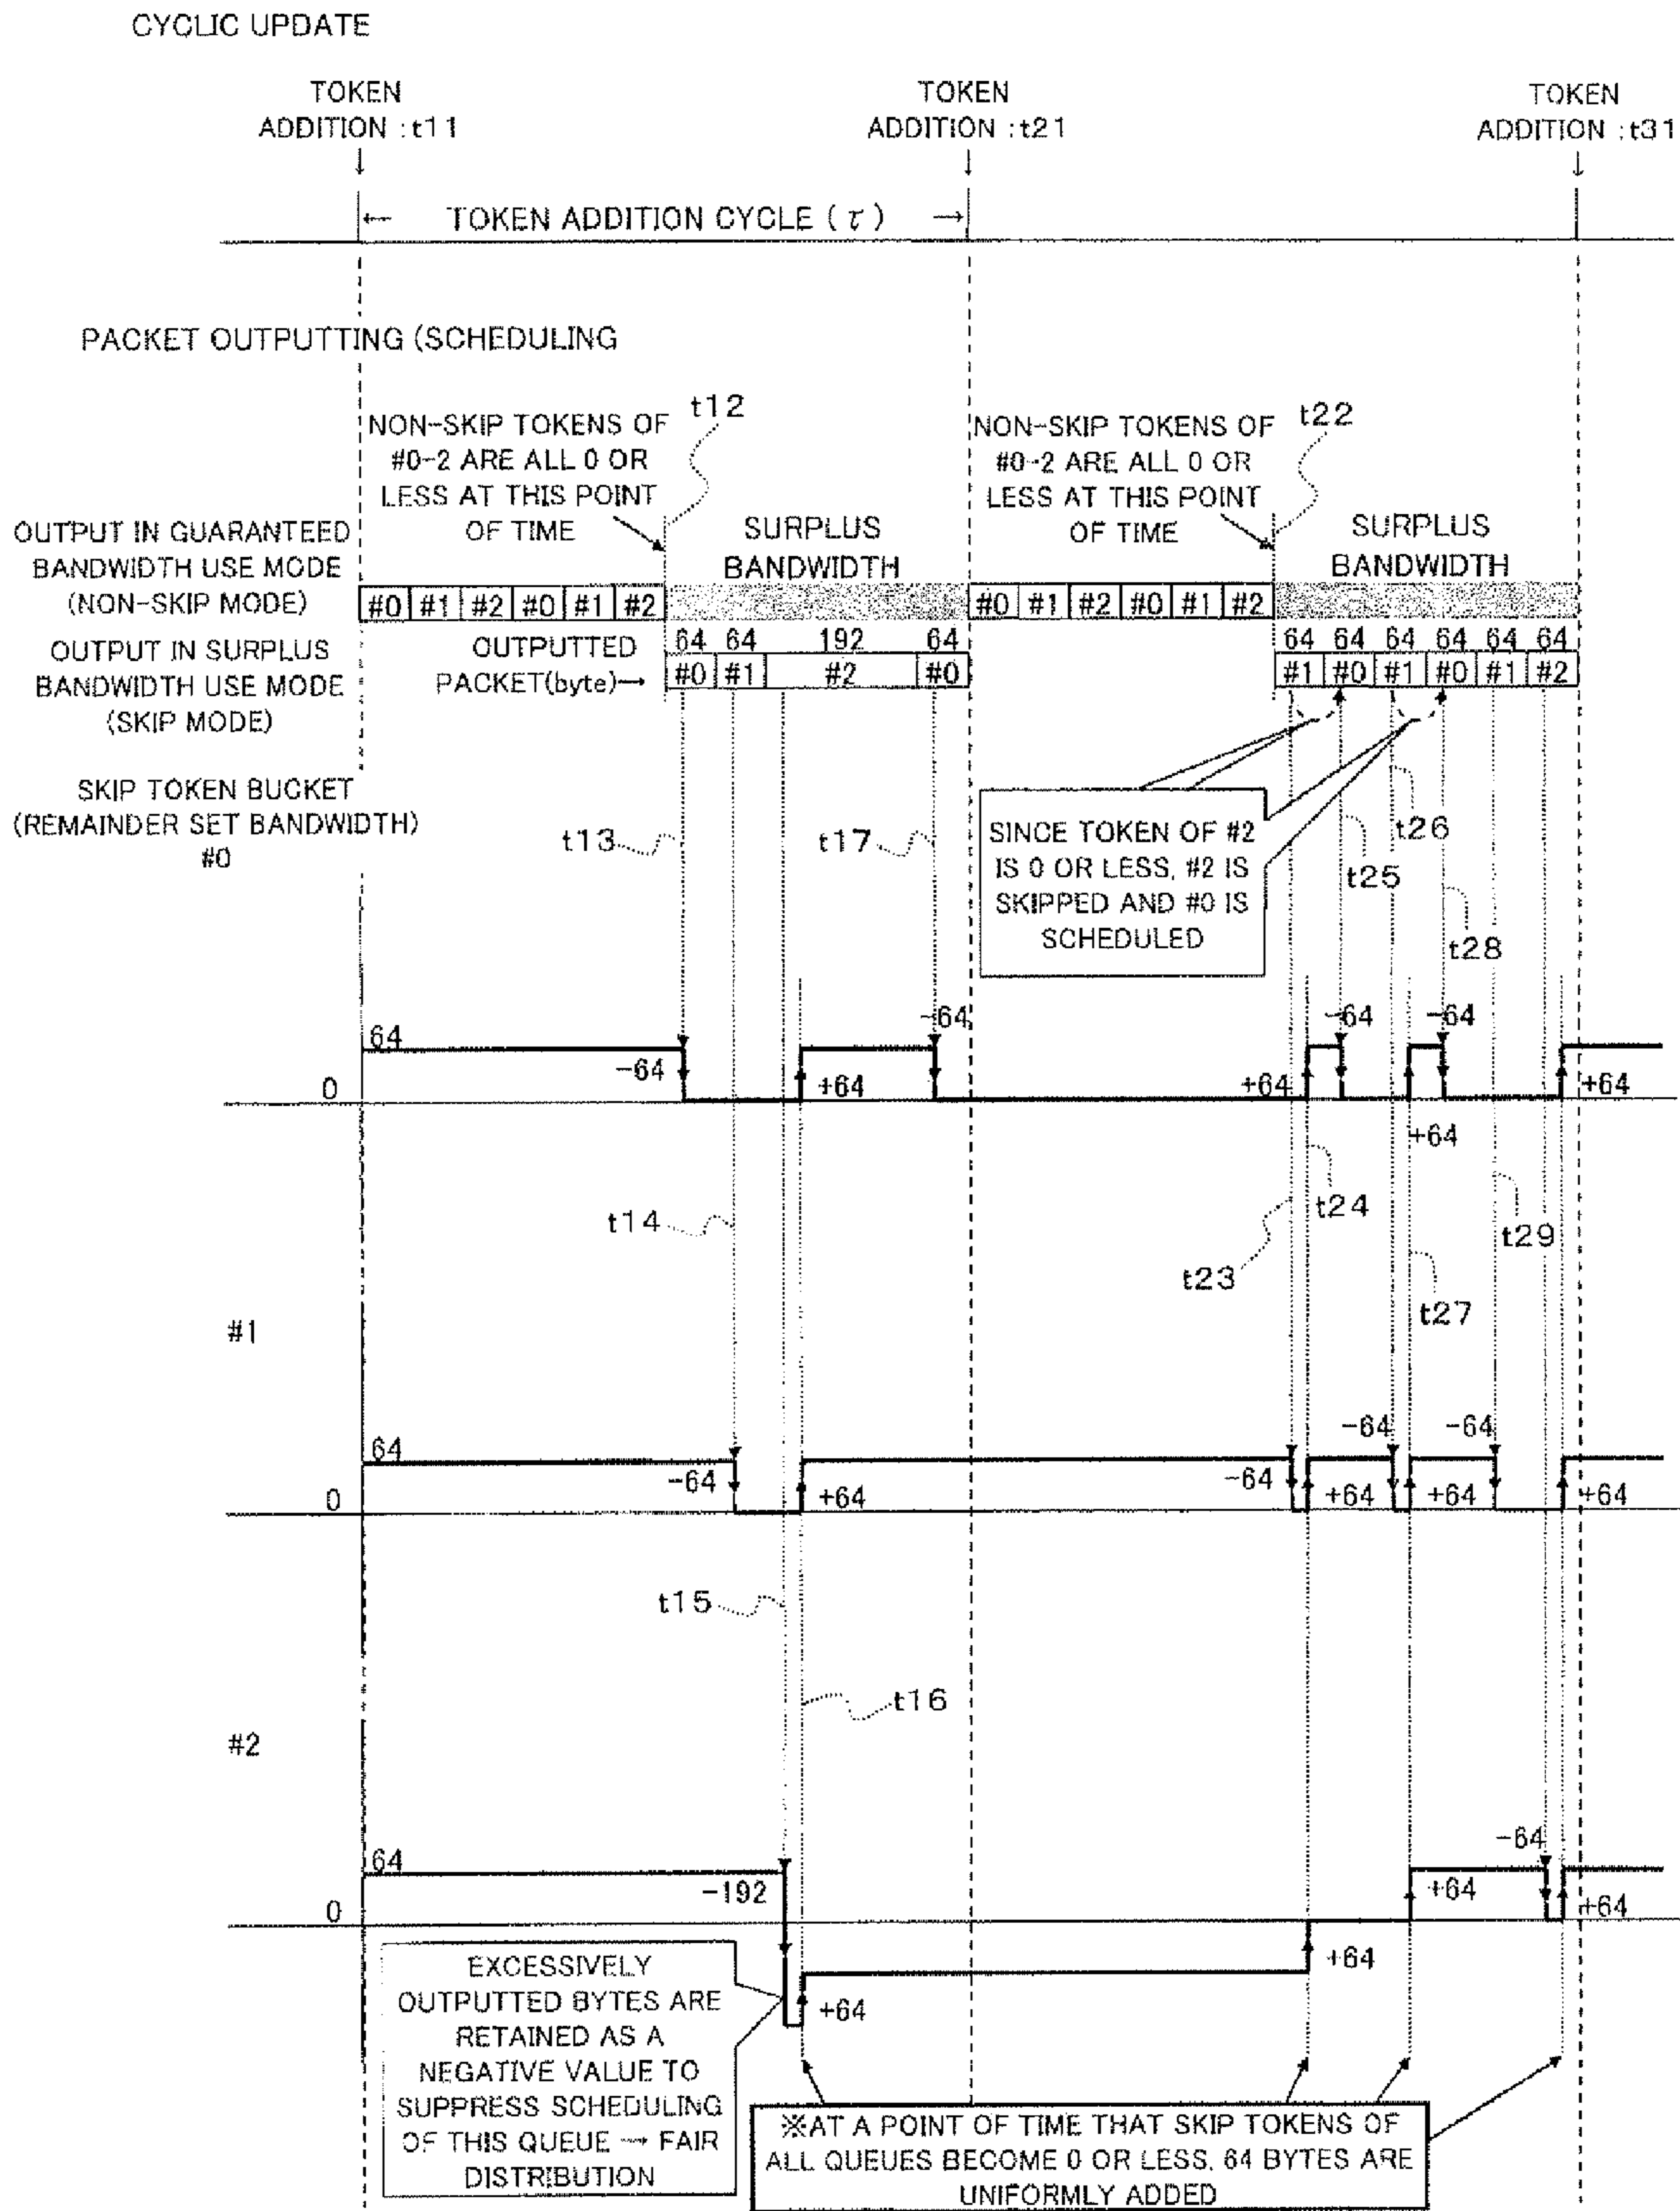 CYCLIC UPDATE
TOKEN
ADDITION :t11
TOKEN
ADDITION :t21
TOKEN
ADDITION :t31
← TOKEN ADDITION CYCLE (τ) →
PACKET OUTPUTTING (SCHEDULING
NON-SKIP TOKENS OF
#0-2 ARE ALL 0 OR
LESS AT THIS POINT
OF TIME
t12
NON-SKIP TOKENS OF
#0-2 ARE ALL 0 OR
LESS AT THIS POINT
OF TIME
t22
OUTPUT IN GUARANTEED
BANDWIDTH USE MODE
(NON-SKIP MODE)
SURPLUS
BANDWIDTH
SURPLUS
BANDWIDTH
#0 #1 #2 #0 #1 #2
#0 #1 #2 #0 #1 #2
OUTPUT IN SURPLUS
BANDWIDTH USE MODE
(SKIP MODE)
OUTPUTTED
PACKET(byte)→
64 64 192 64
#0 #1 #2 #0
64 64 64 64 64 64
#1 #0 #1 #0 #1 #2
SKIP TOKEN BUCKET
(REMAINDER SET BANDWIDTH)
#0
t13
t17
SINCE TOKEN OF #2
IS 0 OR LESS, #2 IS
SKIPPED AND #0 IS
SCHEDULED
t26
t25
t28
64
-64
+64
-64
+64
-64
+64
-64
+64
0
t14
t24
t23
t29
t27
#1
64
-64
+64
-64
+64
-64
+64
-64
+64
0
t15
t16
#2
64
-192
+64
+64
+64
-64
+64
0
EXCESSIVELY
OUTPUTTED BYTES ARE
RETAINED AS A
NEGATIVE VALUE TO
SUPPRESS SCHEDULING
OF THIS QUEUE → FAIR
DISTRIBUTION
※AT A POINT OF TIME THAT SKIP TOKENS OF
ALL QUEUES BECOME 0 OR LESS, 64 BYTES ARE
UNIFORMLY ADDED